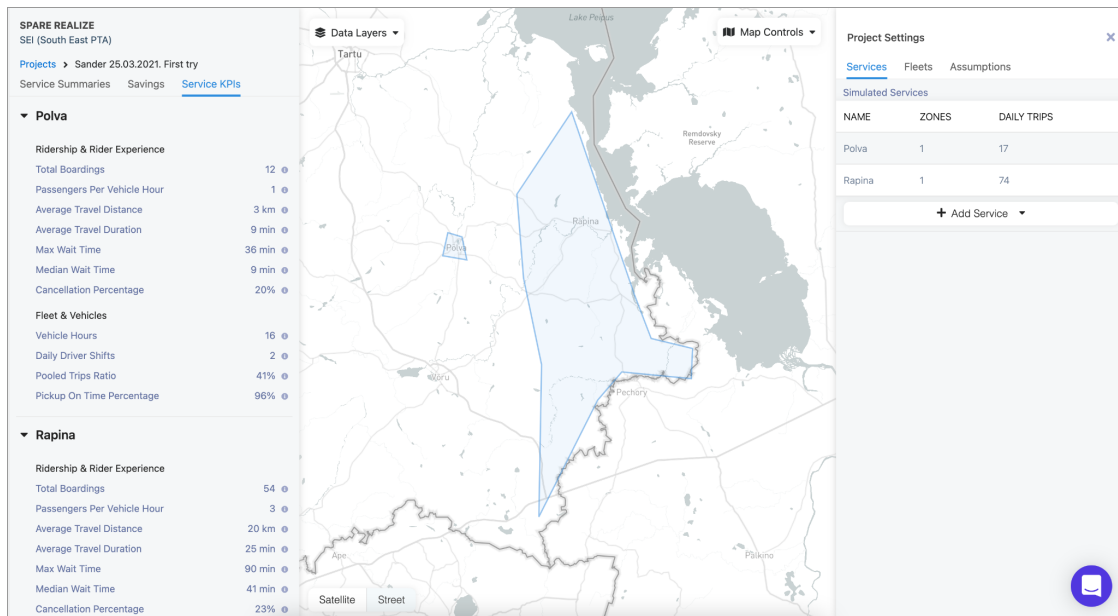 SPARE REALIZE
SEI (South East PTA)
Projects > Sander 25.03.2021. First try
Service Summaries Savings Service KPIs
Polva
Ridership & Rider Experience
Total Boardings 12
Passengers Per Vehicle Hour 1
Average Travel Distance 3 km
Average Travel Duration 9 min
Max Wait Time 36 min
Median Wait Time 9 min
Cancellation Percentage 20%
Fleet & Vehicles
Vehicle Hours 16
Daily Driver Shifts 2
Pooled Trips Ratio 41%
Pickup On Time Percentage 96%
Rapina
Ridership & Rider Experience
Total Boardings 54
Passengers Per Vehicle Hour 3
Average Travel Distance 20 km
Average Travel Duration 25 min
Max Wait Time 90 min
Median Wait Time 41 min
Cancellation Percentage 23%
Data Layers
Map Controls
Lake Peipus
Tartu
Remdovsky
Reserve
Räpina
Põlva
Võru
Pechory
Ape
Palkino
Satellite Street
Project Settings
Services Fleets Assumptions
Simulated Services
NAME ZONES DAILY TRIPS
Polva 1 17
Rapina 1 74
+ Add Service